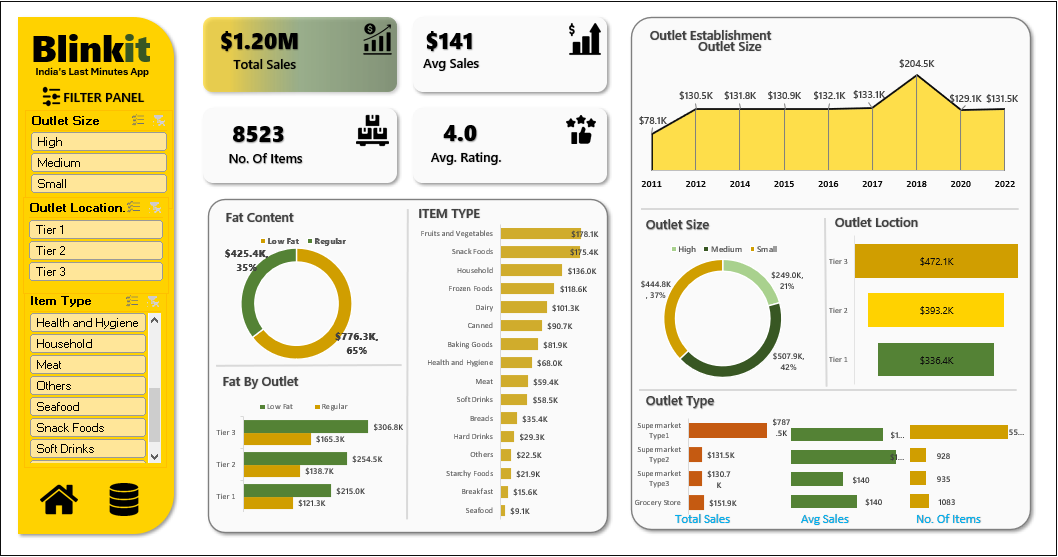 Blinkit
India's Last Minutes App
FILTER PANEL
Outlet Size
High
Medium
Small
Outlet Location.
Tier 1
Tier 2
Tier 3
Item Type
Health and Hygiene
Household
Meat
Others
Seafood
Snack Foods
Soft Drinks
$1.20M
Total Sales
$141
Avg Sales
8523
No. Of Items
4.0
Avg. Rating.
Fat Content
Low Fat Regular
$425.4K,
35%
$776.3K,
65%
Fat By Outlet
Low Fat Regular
Tier 3 $306.8K
$165.3K
Tier 2 $254.5K
$138.7K
Tier 1 $215.0K
$121.3K
ITEM TYPE
Fruits and Vegetables $178.1K
Snack Foods $175.4K
Household $136.0K
Frozen Foods $118.6K
Dairy $101.3K
Canned $90.7K
Baking Goods $81.9K
Health and Hygiene $68.0K
Meat $59.4K
Soft Drinks $58.5K
Breads $35.4K
Hard Drinks $29.3K
Others $22.5K
Starchy Foods $21.9K
Breakfast $15.6K
Seafood $9.1K
Outlet Establishment
Outlet Size
$78.1K $130.5K $131.8K $130.9K $132.1K $133.1K $204.5K $129.1K $131.5K
2011 2012 2014 2015 2016 2017 2018 2020 2022
Outlet Size
High Medium Small
$249.0K,
21%
$444.8K
, 37%
$507.9K,
42%
Outlet Loction
Tier 3 $472.1K
Tier 2 $393.2K
Tier 1 $336.4K
Outlet Type
Supermarket
Type1
$787
.5K
$1...
55...
Supermarket
Type2
$131.5K
$1...
928
Supermarket
Type3
$130.7
K
$140
935
Grocery Store $151.9K $140 1083
Total Sales Avg Sales No. Of Items